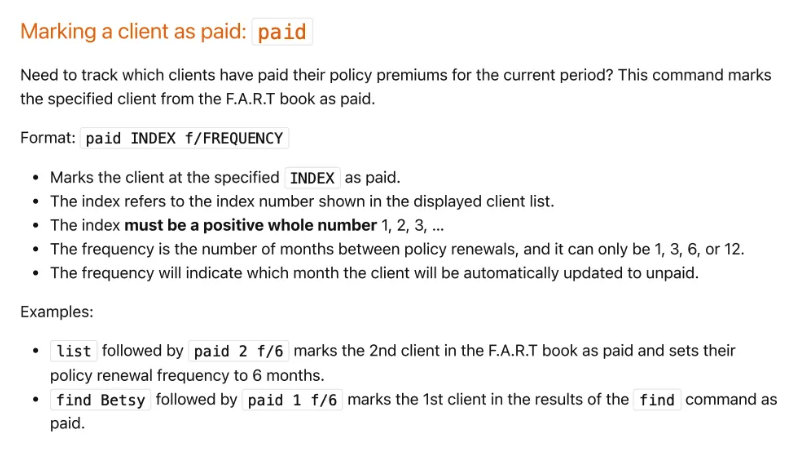 Marking a client as paid: paid
Need to track which clients have paid their policy premiums for the current period? This command marks
the specified client from the F.A.R.T book as paid.
Format: paid INDEX f/FREQUENCY
• Marks the client at the specified INDEX as paid.
• The index refers to the index number shown in the displayed client list.
• The index must be a positive whole number 1, 2, 3, …
• The frequency is the number of months between policy renewals, and it can only be 1, 3, 6, or 12.
• The frequency will indicate which month the client will be automatically updated to unpaid.
Examples:
• list followed by paid 2 f/6 marks the 2nd client in the F.A.R.T book as paid and sets their
policy renewal frequency to 6 months.
• find Betsy followed by paid 1 f/6 marks the 1st client in the results of the find command as
paid.